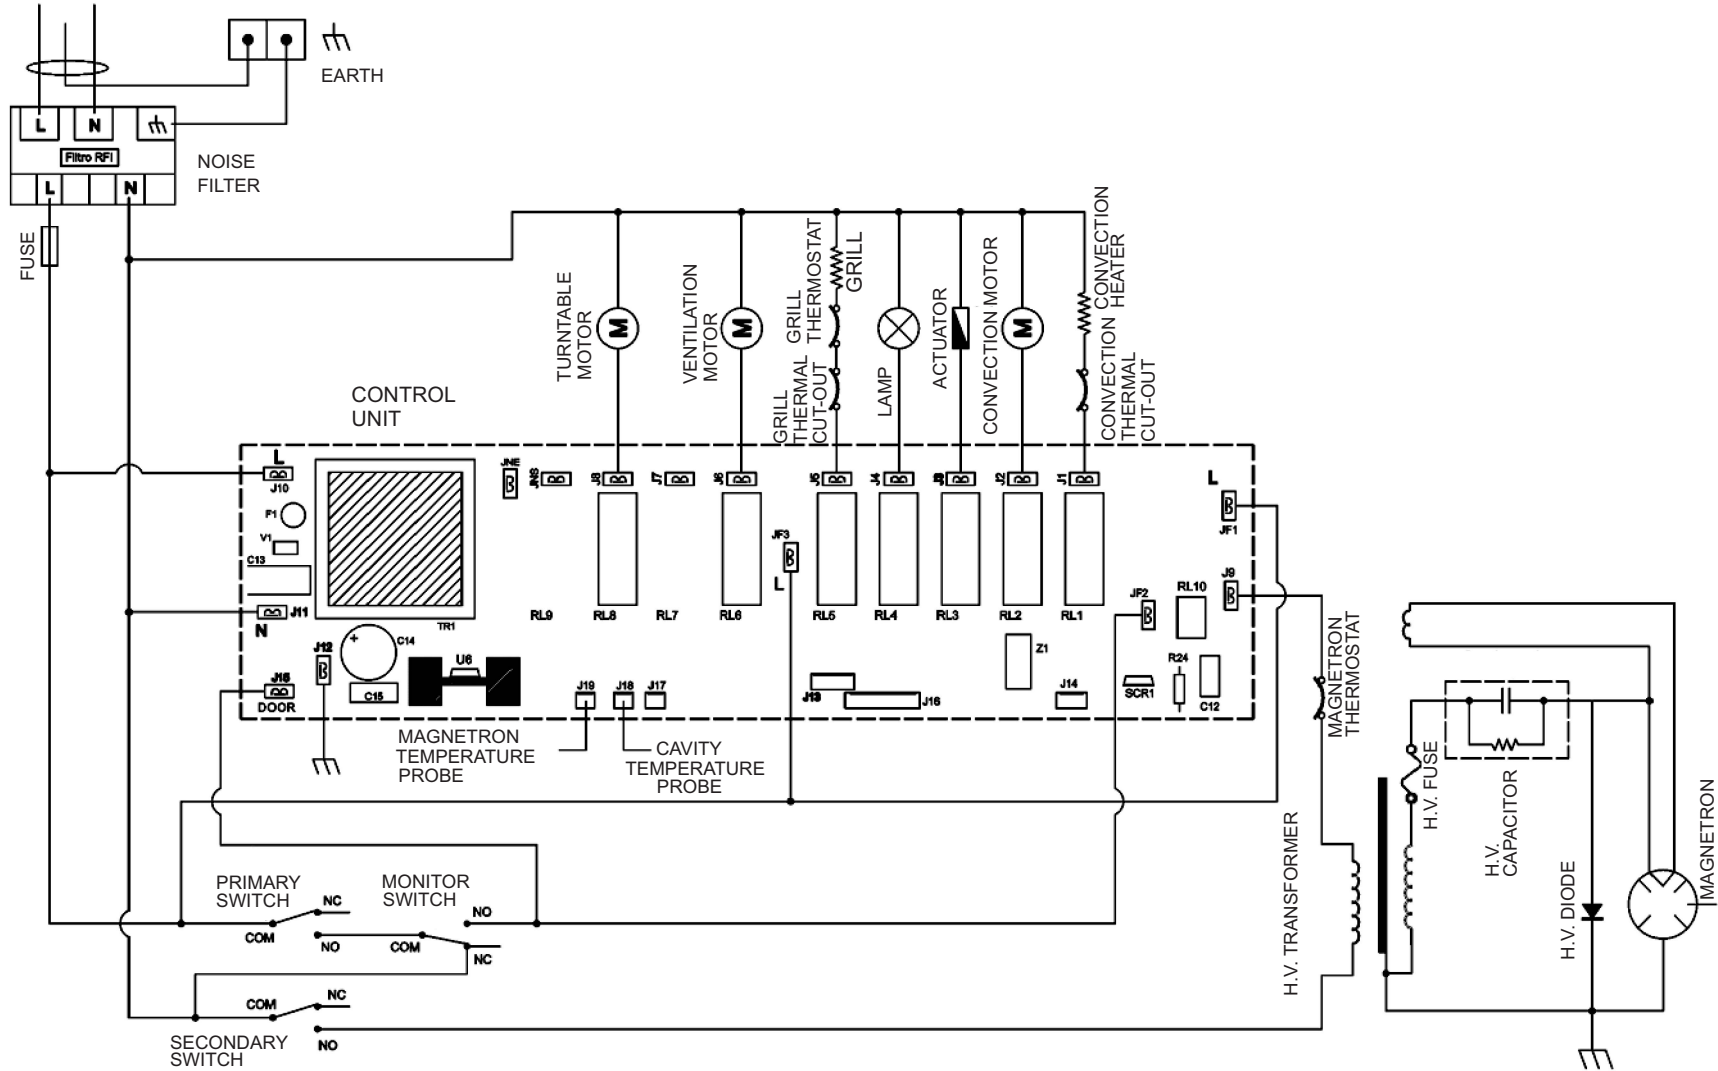 EARTH
L
N
Filtro RFI
L
N
NOISE
FILTER
FUSE
TURNTABLE
MOTOR
M
VENTILATION
MOTOR
M
GRILL
THERMOSTAT
GRILL
GRILL
THERMAL
CUT-OUT
LAMP
ACTUATOR
CONVECTION MOTOR
M
CONVECTION
HEATER
CONVECTION
THERMAL
CUT-OUT
CONTROL
UNIT
L
J10
F1
V1
C13
J11
N
J12
J15
DOOR
TR1
C14
C15
U6
JNE
JNS
J8
J7
J6
J5
J4
J3
J2
J1
L
JF1
JF3
L
J9
JF2
RL10
RL9
RL8
RL7
RL6
RL5
RL4
RL3
RL2
RL1
Z1
R24
SCR1
C12
J19
J18
J17
J13
J16
J14
MAGNETRON
TEMPERATURE
PROBE
CAVITY
TEMPERATURE
PROBE
MAGNETRON
THERMOSTAT
H.V. FUSE
H.V.
CAPACITOR
H.V. TRANSFORMER
H.V. DIODE
MAGNETRON
PRIMARY
SWITCH
MONITOR
SWITCH
NC
COM
NO
NO
COM
NC
COM
NC
SECONDARY
SWITCH
NO